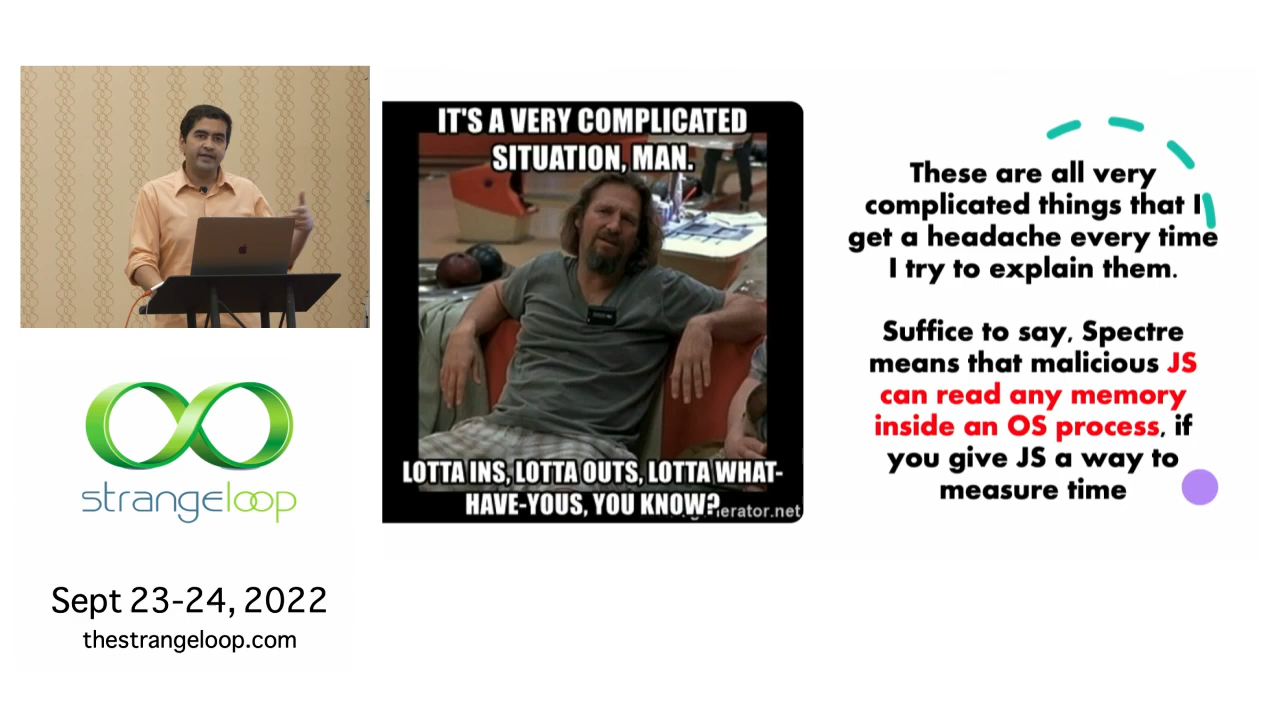 strangeloop
Sept 23-24, 2022
thestrangeloop.com
IT'S A VERY COMPLICATED
SITUATION, MAN.
LOTTA INS, LOTTA OUTS, LOTTA WHAT-
HAVE-YOUS, YOU KNOW?
erator.net
These are all very
complicated things that I
get a headache every time
I try to explain them.
Suffice to say, Spectre
means that malicious JS
can read any memory
inside an OS process, if
you give JS a way to
measure time